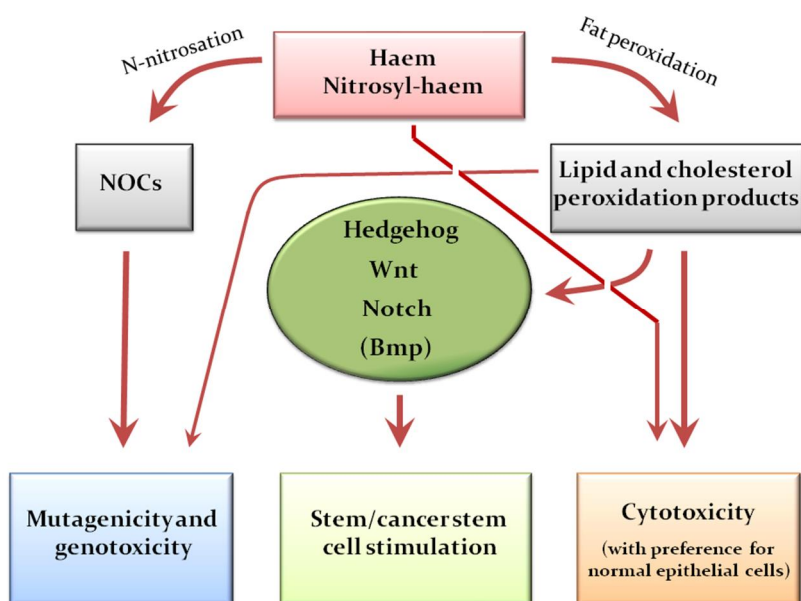 N-nitrosation
Haem
Nitrosyl-haem
Fat peroxidation
NOCs
Lipid and cholesterol
peroxidation products
Hedgehog
Wnt
Notch
(Bmp)
Mutagenicity and
genotoxicity
Stem/cancer stem
cell stimulation
Cytotoxicity
(with preference for
normal epithelial cells)